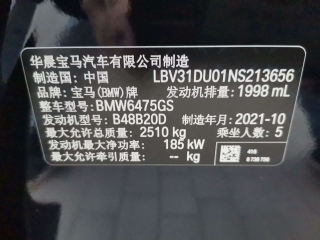 华晨宝马汽车有限公司制造
制造国：中国 LBV31DU01NS213656
品牌：宝马(BMW)牌 发动机排量：1998 mL
整车型号：BMW6475GS
发动机型号：B48B20D 制造年月：2021-10
最大允许总质量：2510 kg 乘坐人数：5
发动机最大净功率：185 kW
最大允许牵引质量：-- kg